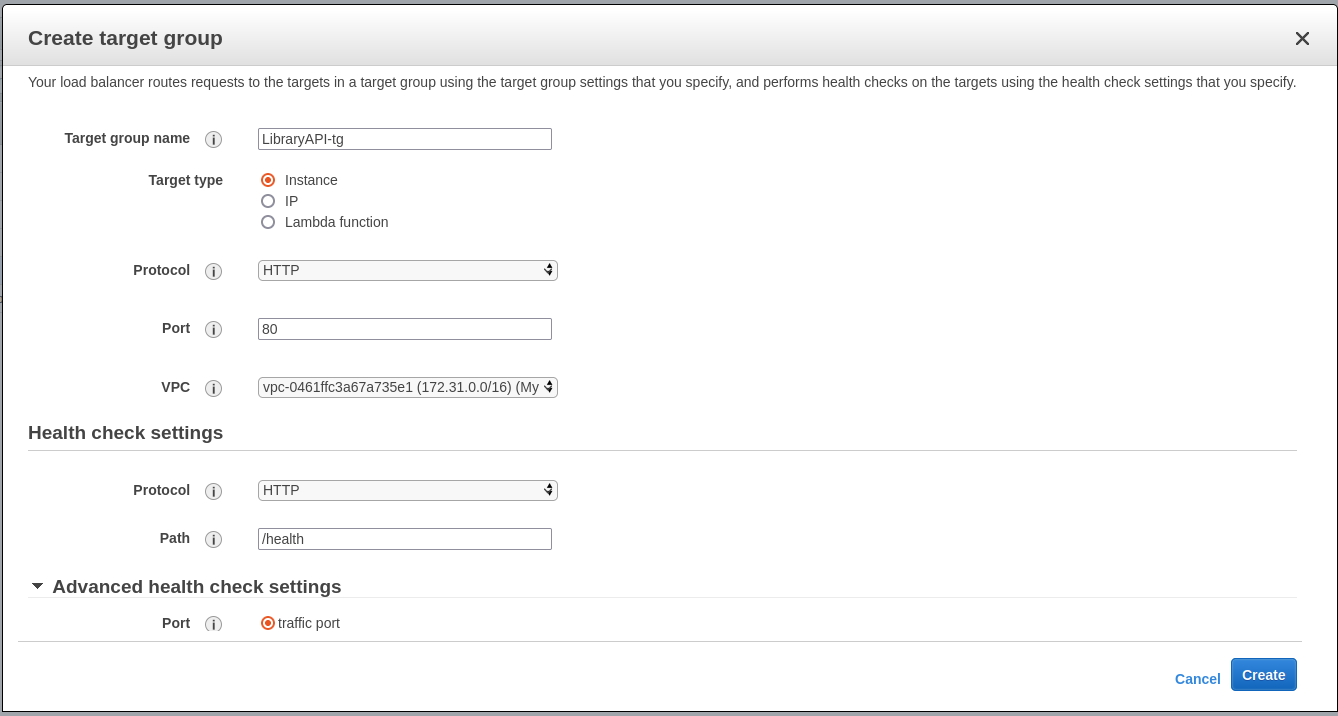 Create target group
Your load balancer routes requests to the targets in a target group using the target group settings that you specify, and performs health checks on the targets using the health check settings that you specify.
Target group name i LibraryAPI-tg
Target type Instance
IP
Lambda function
Protocol i HTTP
Port i 80
VPC i vpc-0461ffc3a67a735e1 (172.31.0.0/16) (My
Health check settings
Protocol i HTTP
Path i /health
Advanced health check settings
Port i traffic port
Cancel Create